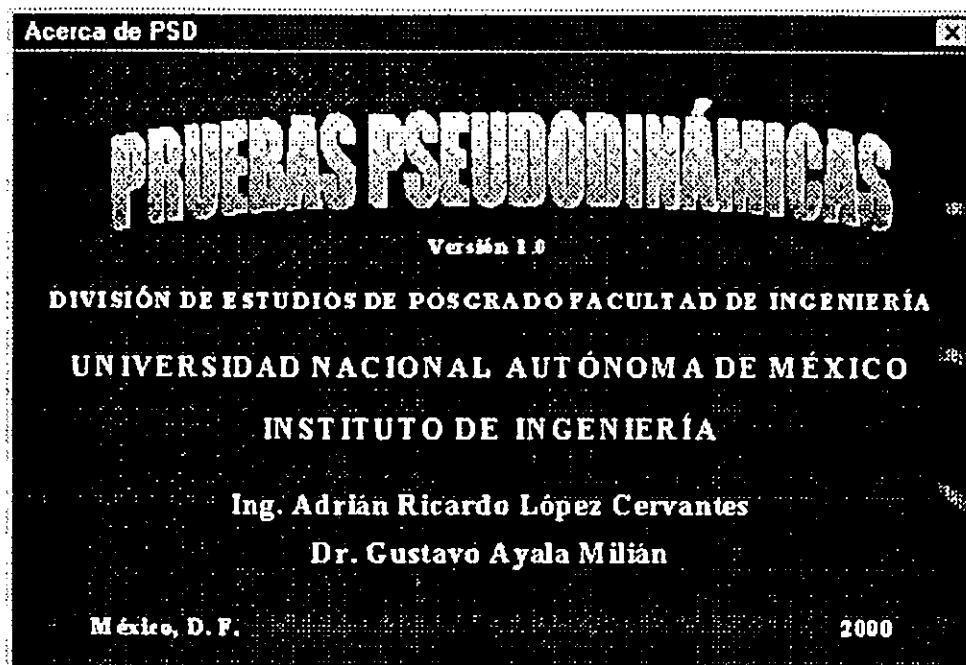 Acerca de PSD
PRUEBAS PSEUDODINÁMICAS
Versión 1.0
DIVISIÓN DE ESTUDIOS DE POSGRADO FACULTAD DE INGENIERÍA
UNIVERSIDAD NACIONAL AUTÓNOMA DE MÉXICO
INSTITUTO DE INGENIERÍA
Ing. Adrián Ricardo López Cervantes
Dr. Gustavo Ayala Milián
México, D. F. 2000